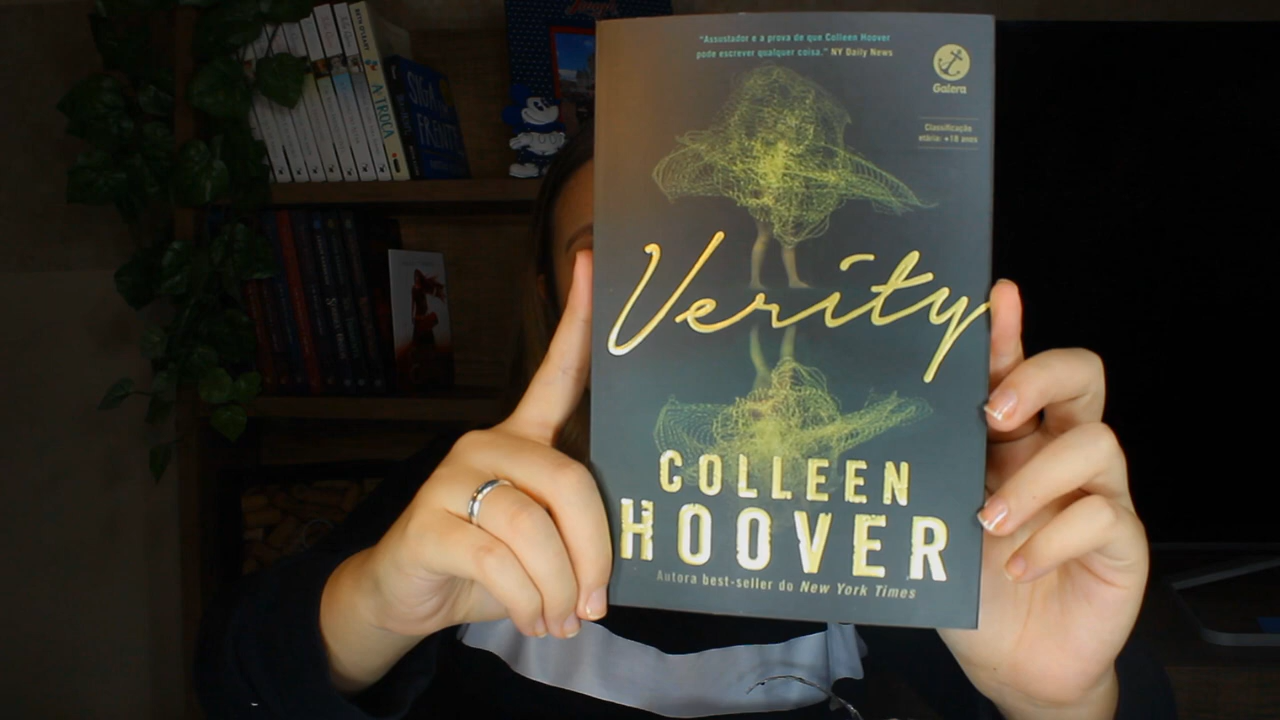 "Assustador e a prova de que Colleen Hoover
pode escrever qualquer coisa." NY Daily News
Galera
Classificação
etária: +18 anos
Verity
COLLEEN
HOOVER
Autora best-seller do New York Times
A TROCA